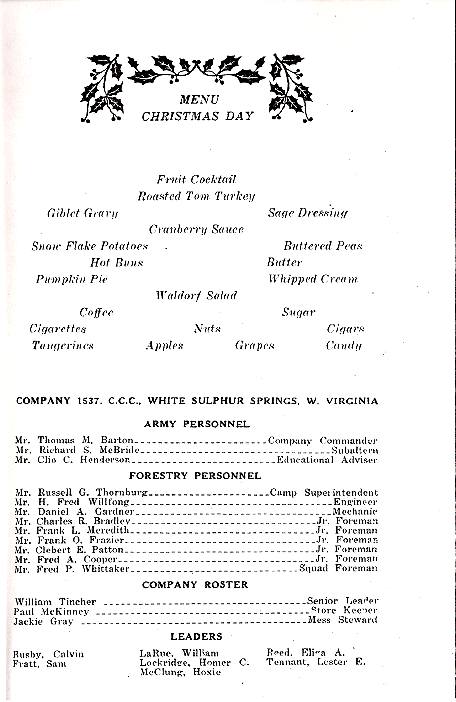 MENU
CHRISTMAS DAY
Fruit Cocktail
Roasted Tom Turkey
Giblet Gravy Sage Dressing
Cranberry Sauce
Snow Flake Potatoes Buttered Peas
Hot Buns Butter
Pumpkin Pie Whipped Cream
Waldorf Salad
Coffee Sugar
Cigarettes Nuts Cigars
Tangerines Apples Grapes Candy
COMPANY 1537. C.C.C., WHITE SULPHUR SPRINGS, W. VIRGINIA
ARMY PERSONNEL
Mr. Thomas M. Barton Company Commander
Mr. Richard S. McBride Subaltern
Mr. Clio C. Henderson Educational Adviser
FORESTRY PERSONNEL
Mr. Russell G. Thornburg Camp Superintendent
Mr. H. Fred Willfong Engineer
Mr. Daniel A. Gardner Mechanic
Mr. Charles R. Bradley Jr. Foreman
Mr. Frank L. Meredith Jr. Foreman
Mr. Frank O. Frazier Jr. Foreman
Mr. Clebert E. Patton Jr. Foreman
Mr. Fred A. Cooper Jr. Foreman
Mr. Fred P. Whittaker Squad Foreman
COMPANY ROSTER
William Tincher Senior Leader
Paul McKinney Store Keeper
Jackie Gray Mess Steward
LEADERS
Busby, Calvin LaRue, William Reed, Eliga A.
Pratt, Sam Lockridge, Homer C. Tennant, Lester E.
McClung, Hoxie